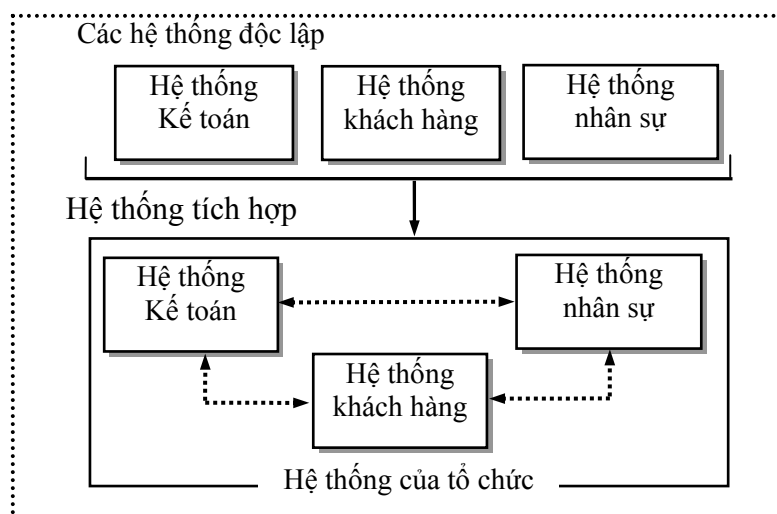 Các hệ thống độc lập
Hệ thống
Kế toán
Hệ thống
khách hàng
Hệ thống
nhân sự
Hệ thống tích hợp
Hệ thống
Kế toán
Hệ thống
nhân sự
Hệ thống
khách hàng
Hệ thống của tổ chức